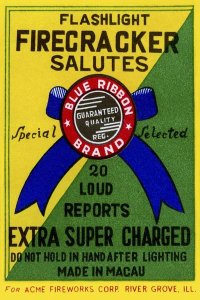 FLASHLIGHT
FIRECRACKER
SALUTES
BLUE RIBBON
GUARANTEED
QUALITY
REG.
BRAND
Special Selected
20
LOUD
REPORTS
EXTRA SUPER CHARGED
DO NOT HOLD IN HAND AFTER LIGHTING
MADE IN MACAU
FOR ACME FIREWORKS CORP. RIVER GROVE, ILL.